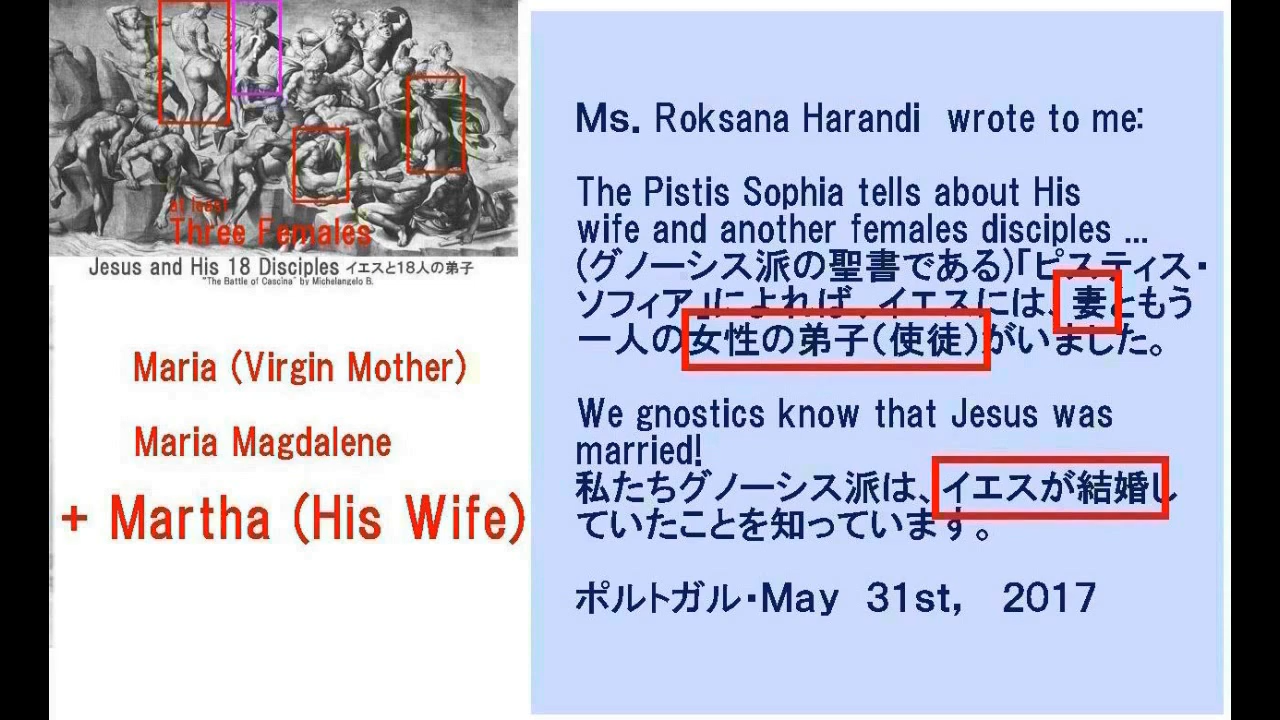 ?
at least
Three Females
Jesus and His 18 Disciples イエスと18人の弟子
"The Battle of Cascina" by Michelangelo B.
Maria (Virgin Mother)
Maria Magdalene
+ Martha (His Wife)
Ms. Roksana Harandi wrote to me:
The Pistis Sophia tells about His
wife and another females disciples ...
(グノーシス派の聖書である)「ピスティス・
ソフィア』によれば、イエスには、妻ともう
一人の女性の弟子(使徒)がいました。
We gnostics know that Jesus was
married!
私たちグノーシス派は、イエスが結婚し
ていたことを知っています。
ポルトガル・May 31st, 2017